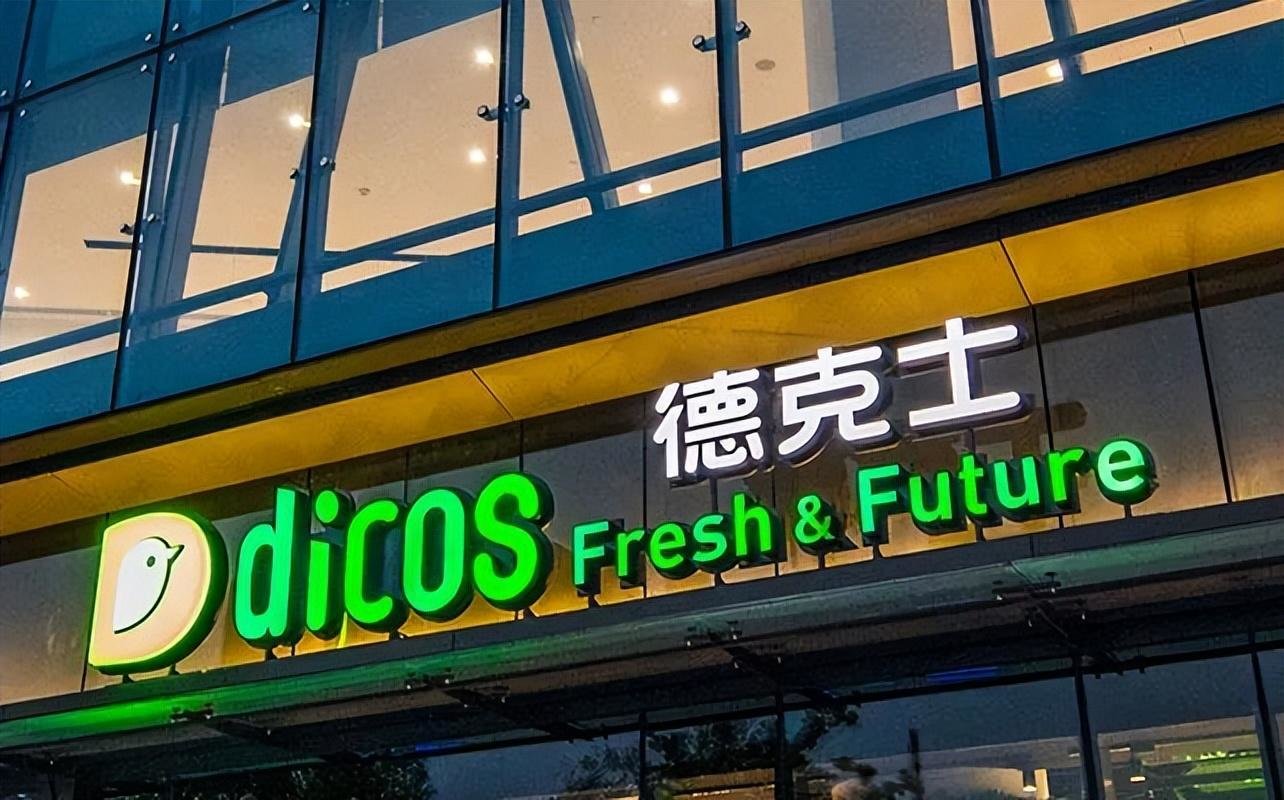 德克士
dicos Fresh & Future